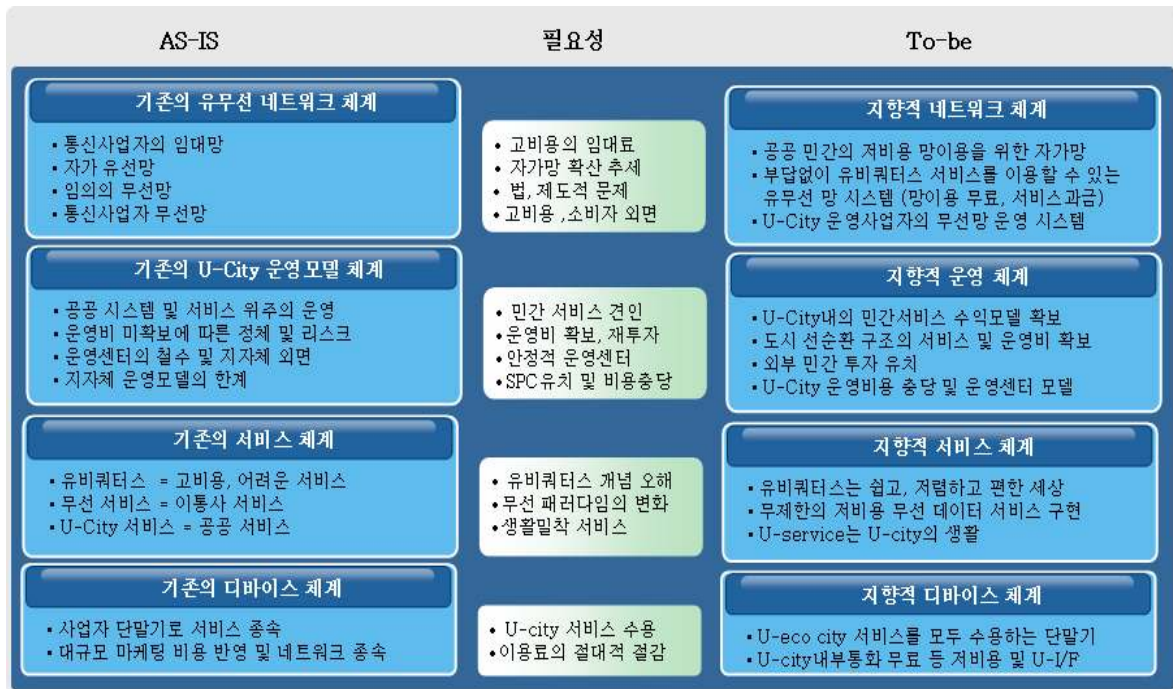 AS-IS
필요성
To-be
기존의 유무선 네트워크 체계
• 통신사업자의 임대망
• 자가 유선망
• 임의의 무선망
• 통신사업자 무선망
• 고비용의 임대료
• 자가망 확산 추세
• 법, 제도적 문제
• 고비용 ,소비자 외면
지향적 네트워크 체계
• 공공 민간의 저비용 망이용을 위한 자가망
• 부답없이 유비쿼터스 서비스를 이용할 수 있는
유무선 망 시스템 (망이용 무료, 서비스과금)
• U-City 운영사업자의 무선망 운영 시스템
기존의 U-City 운영모델 체계
• 공공 시스템 및 서비스 위주의 운영
• 운영비 미확보에 따른 정체 및 리스크
• 운영센터의 철수 및 지자체 외면
• 지자체 운영모델의 한계
• 민간 서비스 견인
• 운영비 확보, 재투자
• 안정적 운영센터
• SPC유치 및 비용충당
지향적 운영 체계
• U-City내의 민간서비스 수익모델 확보
• 도시 선순환 구조의 서비스 및 운영비 확보
• 외부 민간 투자 유치
• U-City 운영비용 충당 및 운영센터 모델
기존의 서비스 체계
• 유비쿼터스 = 고비용, 어려운 서비스
• 무선 서비스 = 이통사 서비스
• U-City 서비스 = 공공 서비스
• 유비쿼터스 개념 오해
• 무선 패러다임의 변화
• 생활밀착 서비스
지향적 서비스 체계
• 유비쿼터스는 쉽고, 저렴하고 편한 세상
• 무제한의 저비용 무선 데이터 서비스 구현
• U-service는 U-city의 생활
기존의 디바이스 체계
• 사업자 단말기로 서비스 종속
• 대규모 마케팅 비용 반영 및 네트워크 종속
• U-city 서비스 수용
• 이용료의 절대적 절감
지향적 디바이스 체계
• U-eco city 서비스를 모두 수용하는 단말기
• U-city내부통화 무료 등 저비용 및 U-I/F